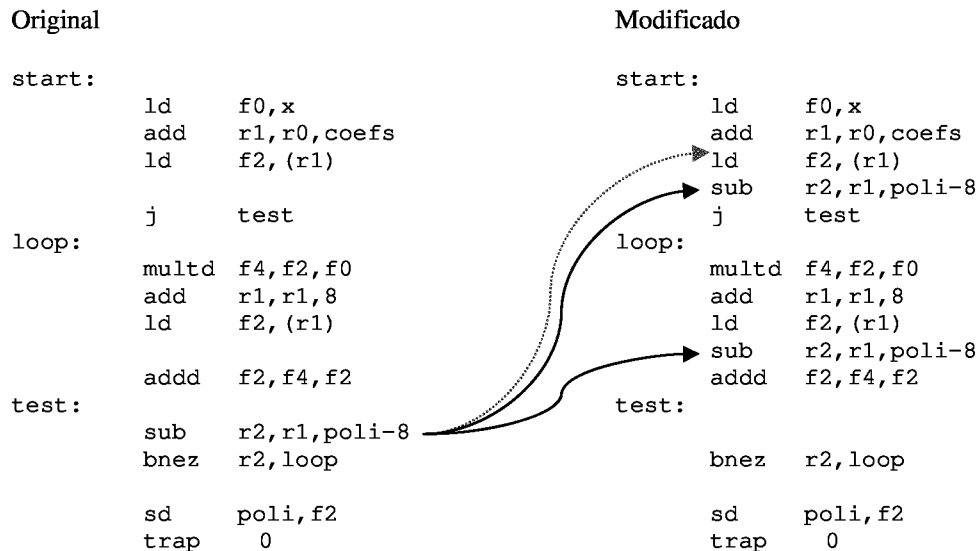 Original
start:
ld f0,x
add r1,r0,coefs
ld f2,(r1)
j test
loop:
multd f4,f2,f0
add r1,r1,8
ld f2,(r1)
addd f2,f4,f2
test:
sub r2,r1,poli-8
bnez r2,loop
sd poli,f2
trap 0
Modificado
start:
ld f0,x
add r1,r0,coefs
ld f2,(r1)
sub r2,r1,poli-8
j test
loop:
multd f4,f2,f0
add r1,r1,8
ld f2,(r1)
sub r2,r1,poli-8
addd f2,f4,f2
test:
bnez r2,loop
sd poli,f2
trap 0